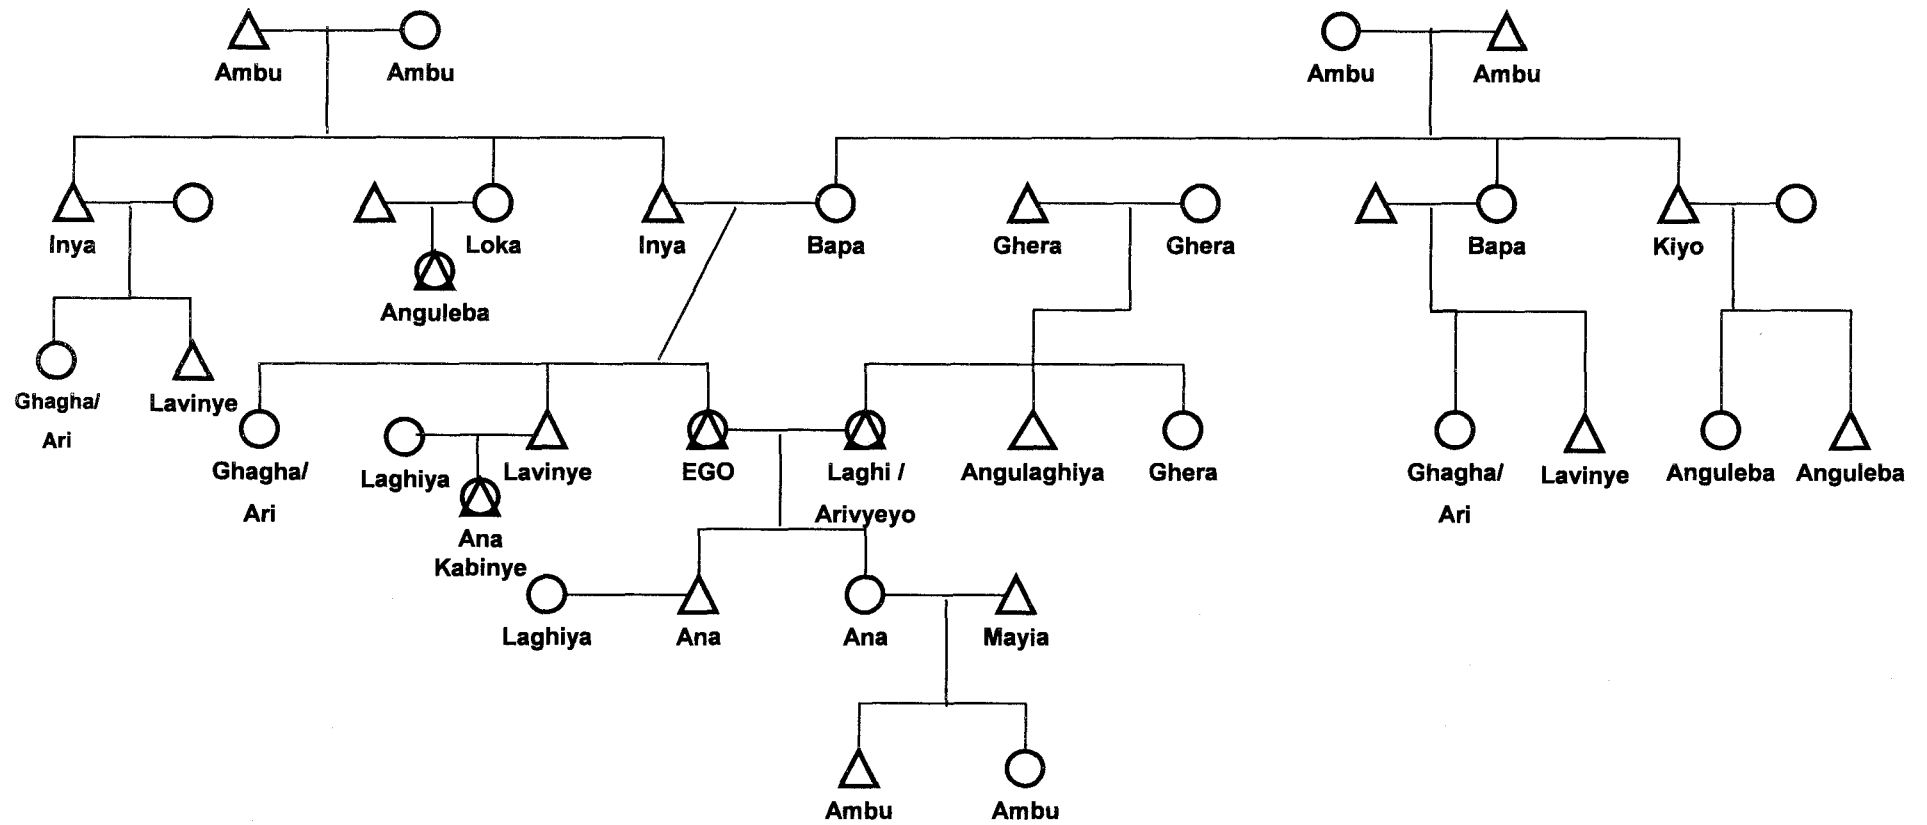 Ambu
Ambu
Ambu
Ambu
Inya
Loka
Inya
Bapa
Ghera
Ghera
Bapa
Kiyo
Anguleba
Ghagha/
Ari
Lavinye
Ghagha/
Ari
Laghiya
Lavinye
EGO
Laghi /
Arivyeyo
Angulaghiya
Ghera
Ghagha/
Ari
Lavinye
Anguleba
Anguleba
Ana
Kabinye
Laghiya
Ana
Ana
Mayia
Ambu
Ambu